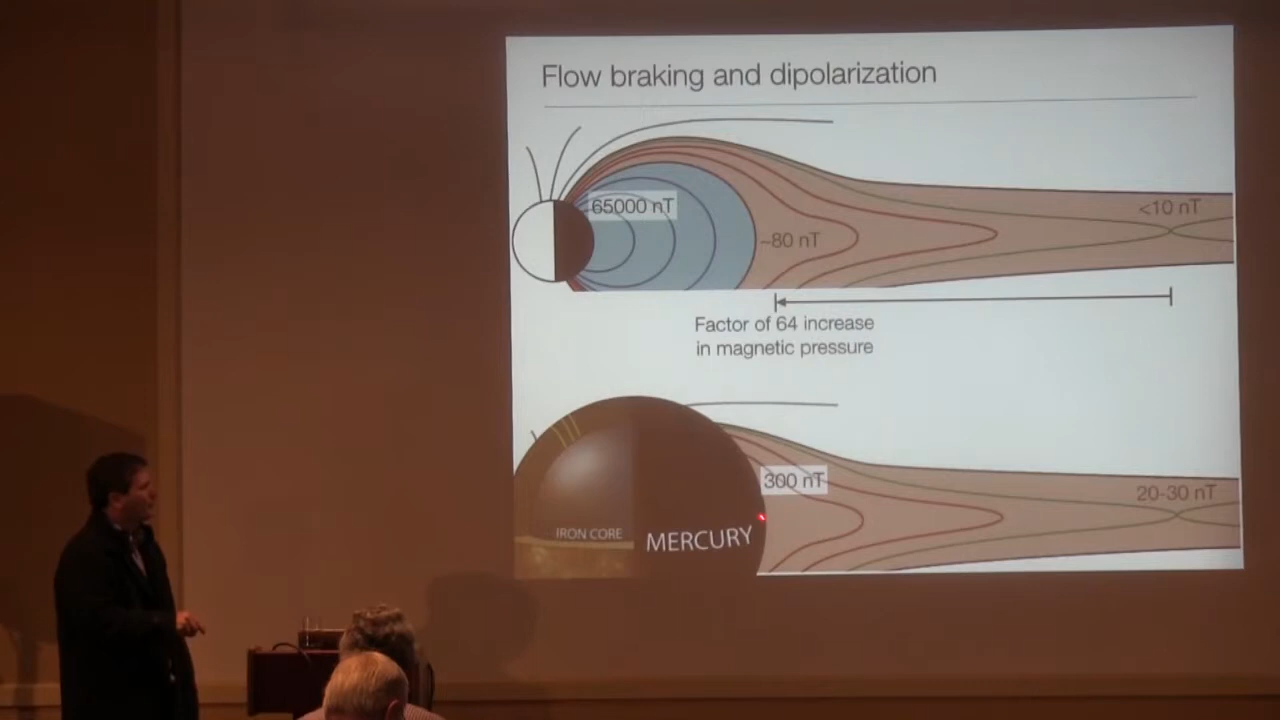 Flow braking and dipolarization
65000 nT
<10 nT
~80 nT
Factor of 64 increase
in magnetic pressure
300 nT
20-30 nT
IRON CORE
MERCURY